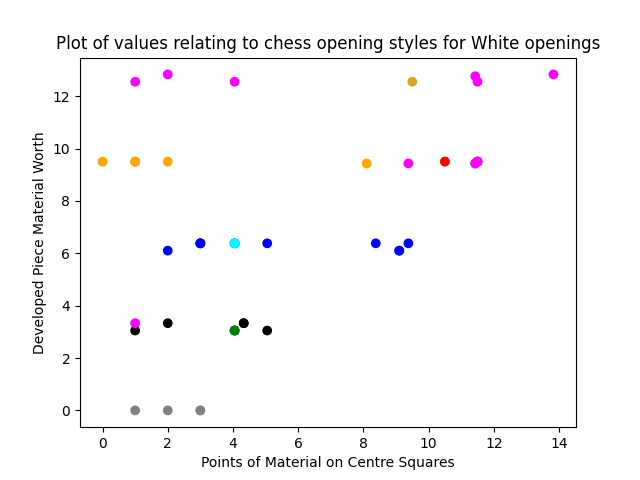 Plot of values relating to chess opening styles for White openings
12
10
8
6
4
2
0
Developed Piece Material Worth
0 2 4 6 8 10 12 14
Points of Material on Centre Squares